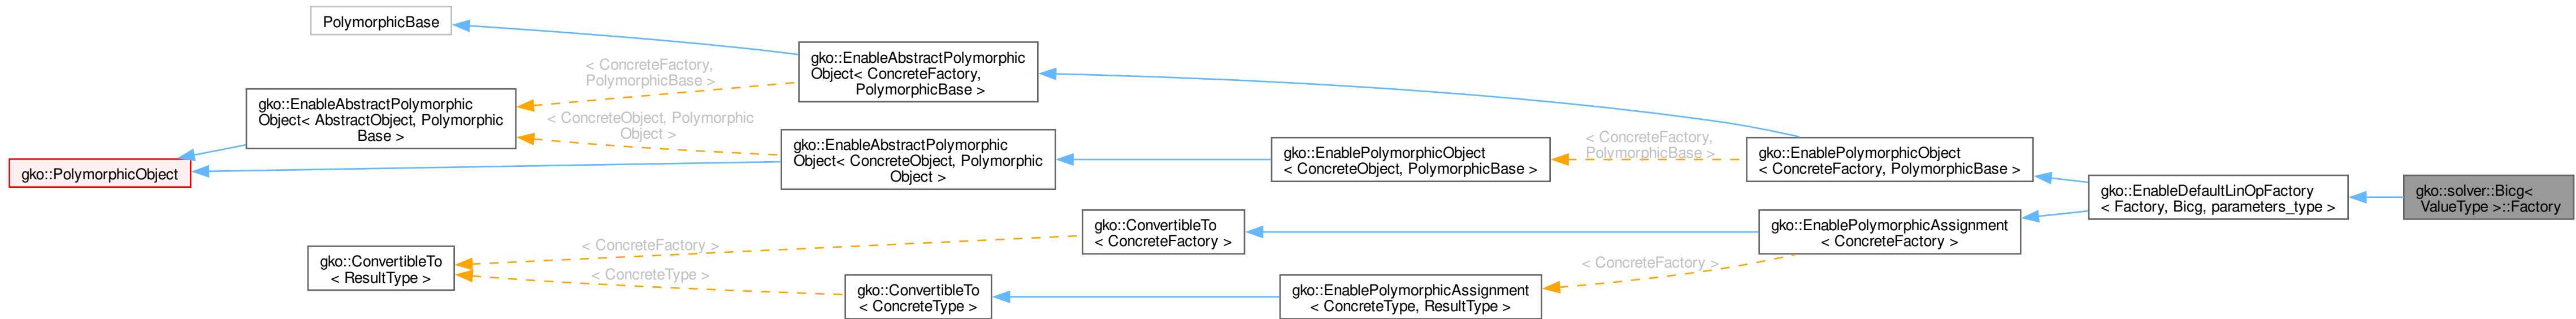 PolymorphicBase
gko::EnableAbstractPolymorphic
Object< ConcreteFactory,
PolymorphicBase >
< ConcreteFactory,
PolymorphicBase >
gko::EnableAbstractPolymorphic
Object< AbstractObject, Polymorphic
Base >
< ConcreteObject, Polymorphic
Object >
gko::PolymorphicObject
gko::EnableAbstractPolymorphic
Object< ConcreteObject, Polymorphic
Object >
gko::EnablePolymorphicObject
< ConcreteObject, PolymorphicBase >
< ConcreteFactory,
PolymorphicBase >
gko::EnablePolymorphicObject
< ConcreteFactory, PolymorphicBase >
gko::EnableDefaultLinOpFactory
< Factory, Bicg, parameters_type >
gko::solver::Bicg<
ValueType >::Factory
gko::ConvertibleTo
< ConcreteFactory >
gko::EnablePolymorphicAssignment
< ConcreteFactory >
< ConcreteFactory >
gko::ConvertibleTo
< ResultType >
< ConcreteType >
gko::ConvertibleTo
< ConcreteType >
gko::EnablePolymorphicAssignment
< ConcreteType, ResultType >
< ConcreteFactory >